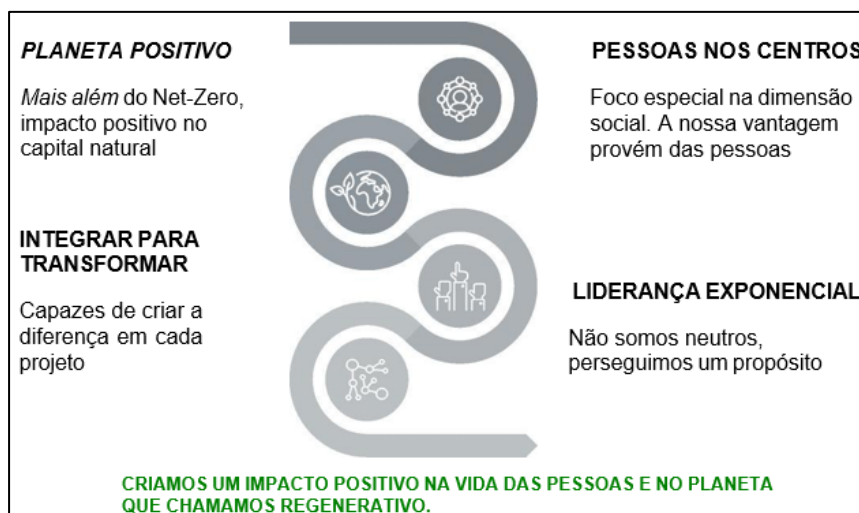 PLANETA POSITIVO
Mais além do Net-Zero,
impacto positivo no
capital natural
INTEGRAR PARA
TRANSFORMAR
Capazes de criar a
diferença em cada
projeto
PESSOAS NOS CENTROS
Foco especial na dimensão
social. A nossa vantagem
provém das pessoas
LIDERANÇA EXPONENCIAL
Não somos neutros,
perseguimos um propósito
CRIAMOS UM IMPACTO POSITIVO NA VIDA DAS PESSOAS E NO PLANETA
QUE CHAMAMOS REGENERATIVO.